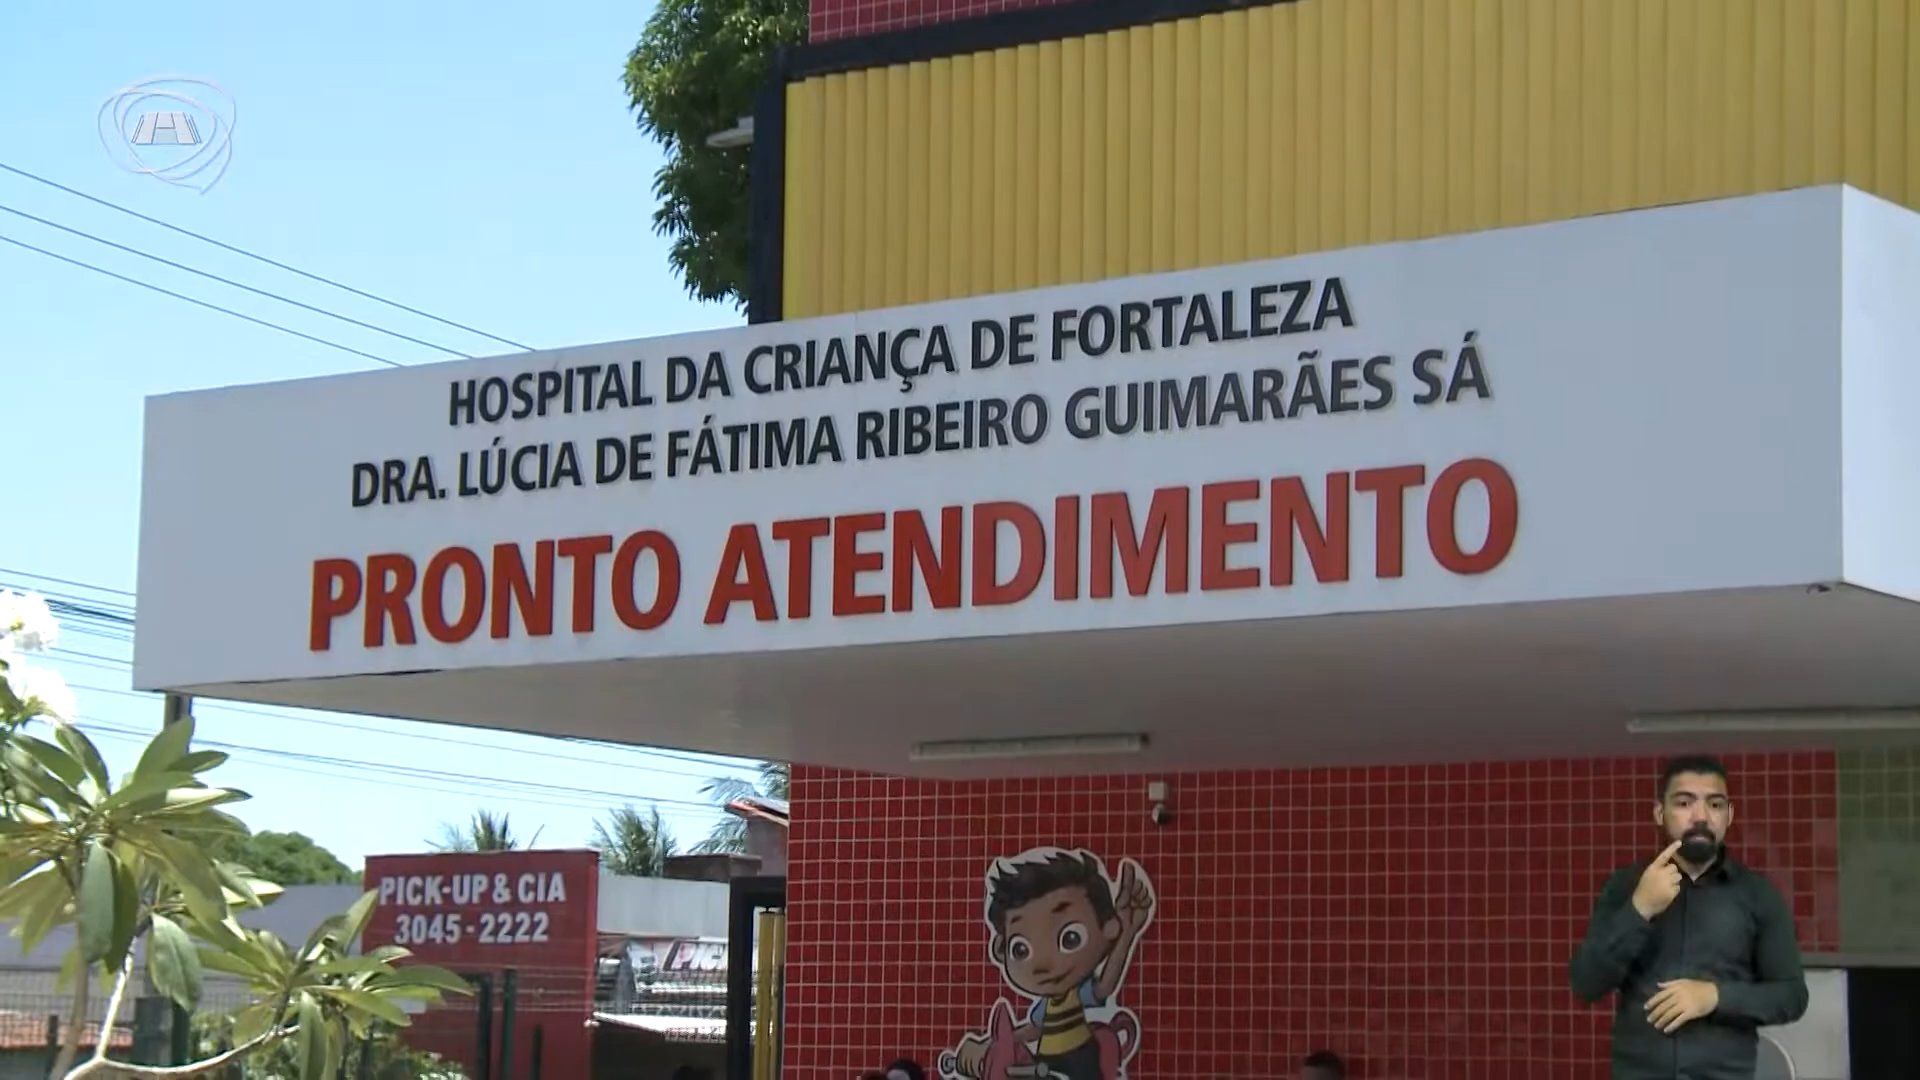 HOSPITAL DA CRIANÇA DE FORTALEZA
DRA. LÚCIA DE FÁTIMA RIBEIRO GUIMARÃES SÁ
PRONTO ATENDIMENTO
PICK-UP & CIA
3045-2222